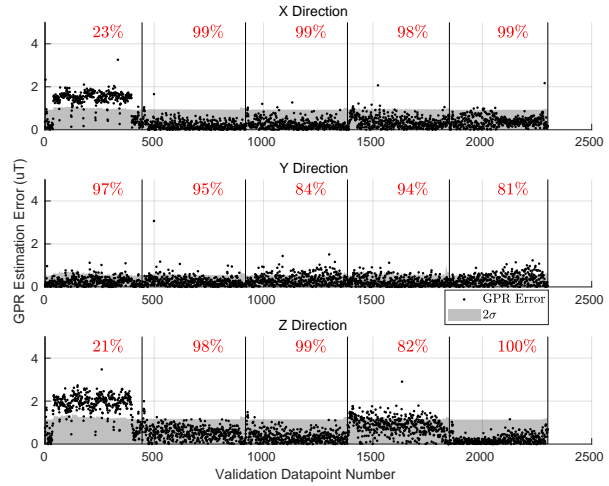 X Direction
23% 99% 99% 98% 99%
4
2
0
0 500 1000 1500 2000 2500
Y Direction
97% 95% 84% 94% 81%
4
2
0
0 500 1000 1500 2000 2500
GPR Estimation Error (uT)
GPR Error
2σ
Z Direction
21% 98% 99% 82% 100%
4
2
0
0 500 1000 1500 2000 2500
Validation Datapoint Number